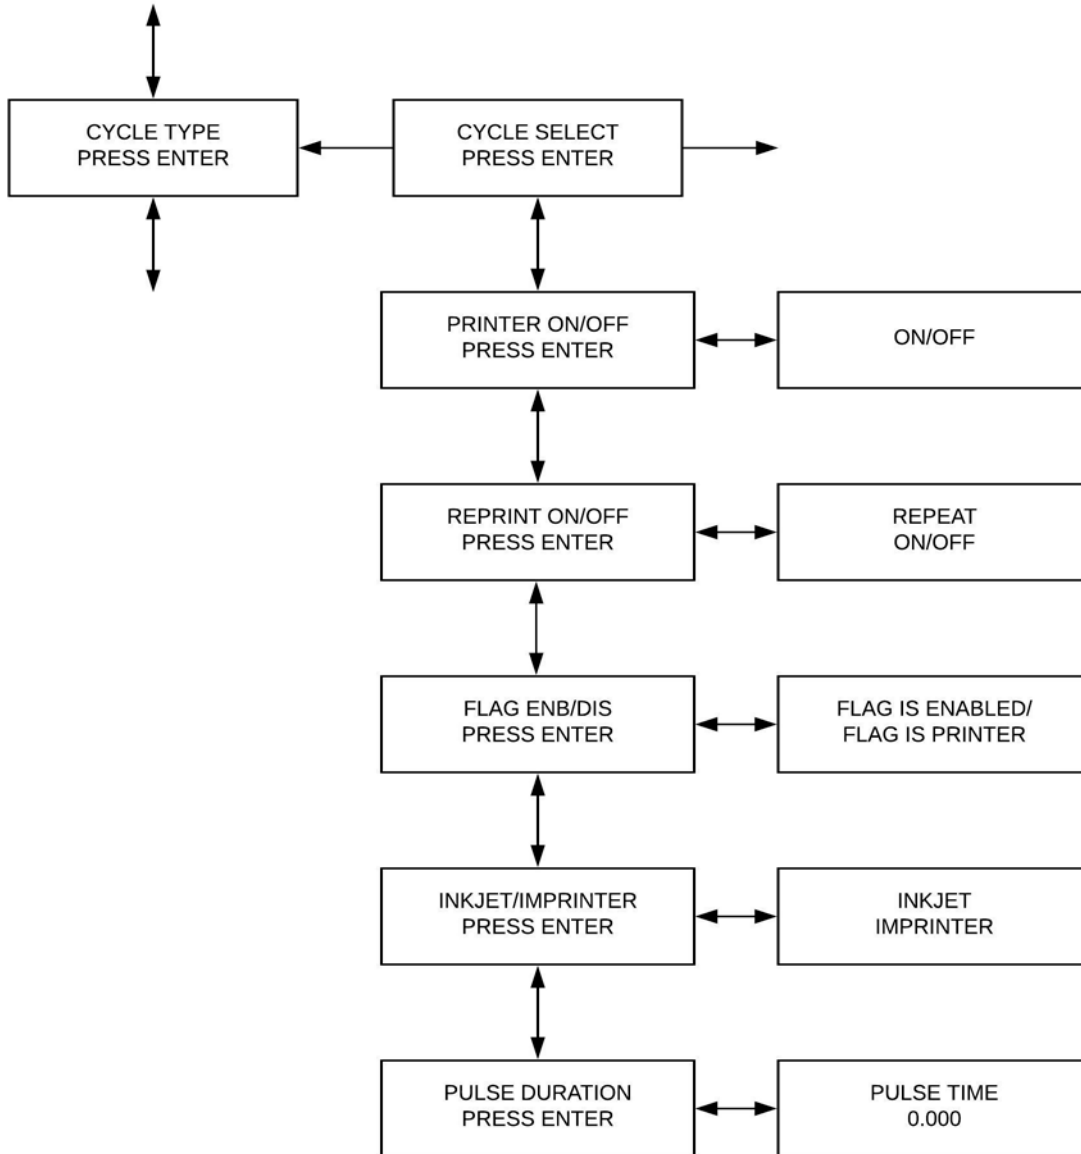 CYCLE TYPE
PRESS ENTER
CYCLE SELECT
PRESS ENTER
PRINTER ON/OFF
PRESS ENTER
ON/OFF
REPRINT ON/OFF
PRESS ENTER
REPEAT
ON/OFF
FLAG ENB/DIS
PRESS ENTER
FLAG IS ENABLED/
FLAG IS PRINTER
INKJET/IMPRINTER
PRESS ENTER
INKJET
IMPRINTER
PULSE DURATION
PRESS ENTER
PULSE TIME
0.000